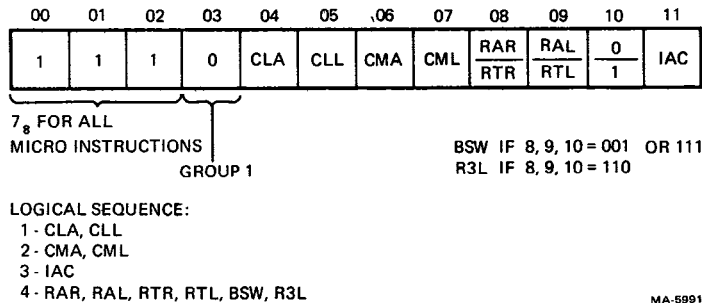 00 01 02 03 04 05 06 07 08 09 10 11
1 1 1 0 CLA CLL CMA CML RAR RAL 0 IAC
RTR RTL 1
7₈ FOR ALL
MICRO INSTRUCTIONS
GROUP 1
BSW IF 8, 9, 10 = 001 OR 111
R3L IF 8, 9, 10 = 110
LOGICAL SEQUENCE:
1 - CLA, CLL
2 - CMA, CML
3 - IAC
4 - RAR, RAL, RTR, RTL, BSW, R3L
MA-5991